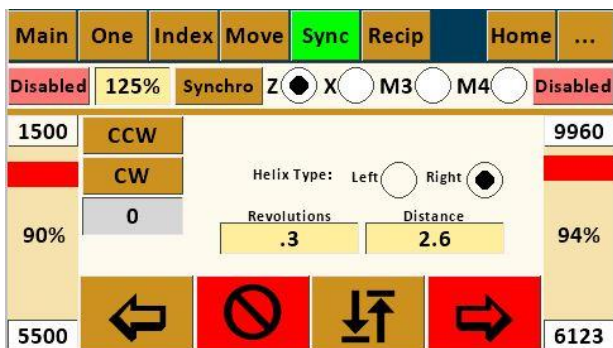 Main One Index Move Sync Recip Home ...
Disabled 125% Synchro Z X M3 M4 Disabled
1500 CCW 9960
CW Helix Type: Left Right
0 Revolutions Distance
90% .3 2.6 94%
5500 6123